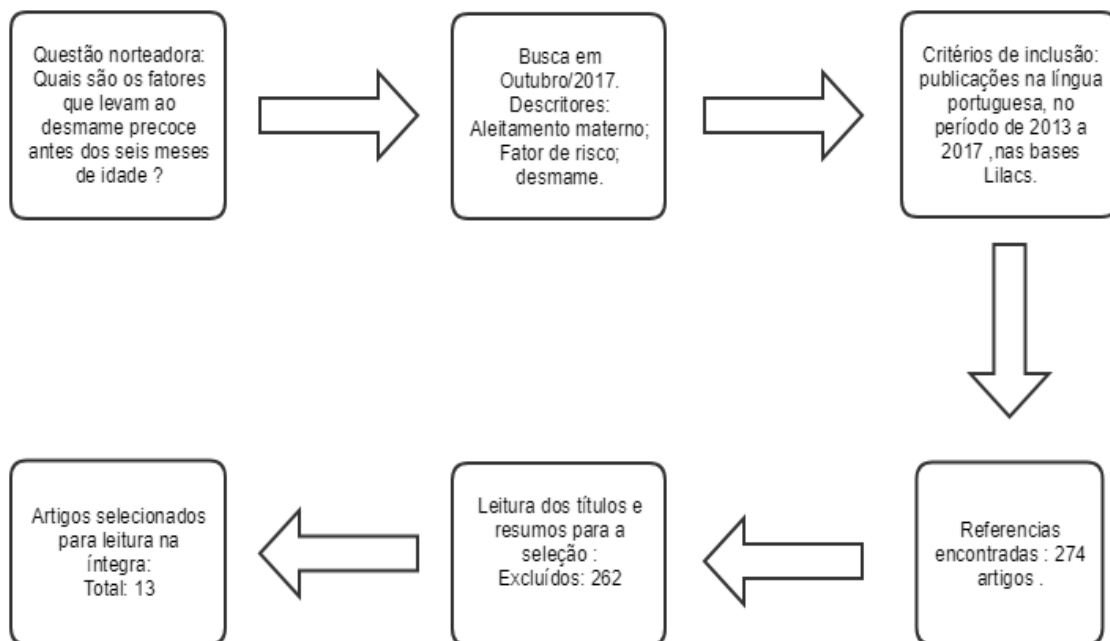 Questão norteadora:
Quais são os fatores
que levam ao
desmame precoce
antes dos seis meses
de idade ?
Busca em
Outubro/2017.
Descritores:
Aleitamento materno;
Fator de risco;
desmame.
Critérios de inclusão:
publicações na língua
portuguesa, no
período de 2013 a
2017 ,nas bases
Lilacs.
Referencias
encontradas : 274
artigos .
Leitura dos títulos e
resumos para a
seleção :
Excluídos: 262
Artigos selecionados
para leitura na
íntegra:
Total: 13